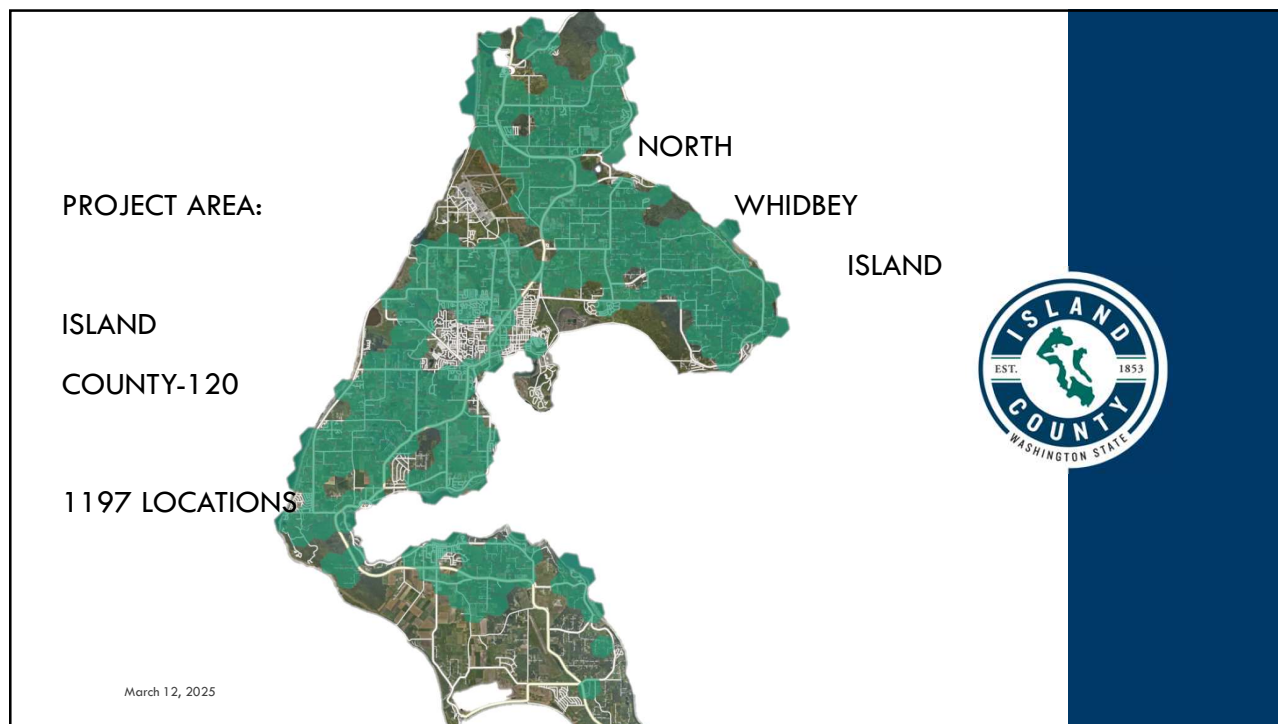 PROJECT AREA:
ISLAND
COUNTY-120
1197 LOCATIONS
NORTH
WHIDBEY
ISLAND
ISLAND
EST. 1853
COUNTY
WASHINGTON STATE
March 12, 2025